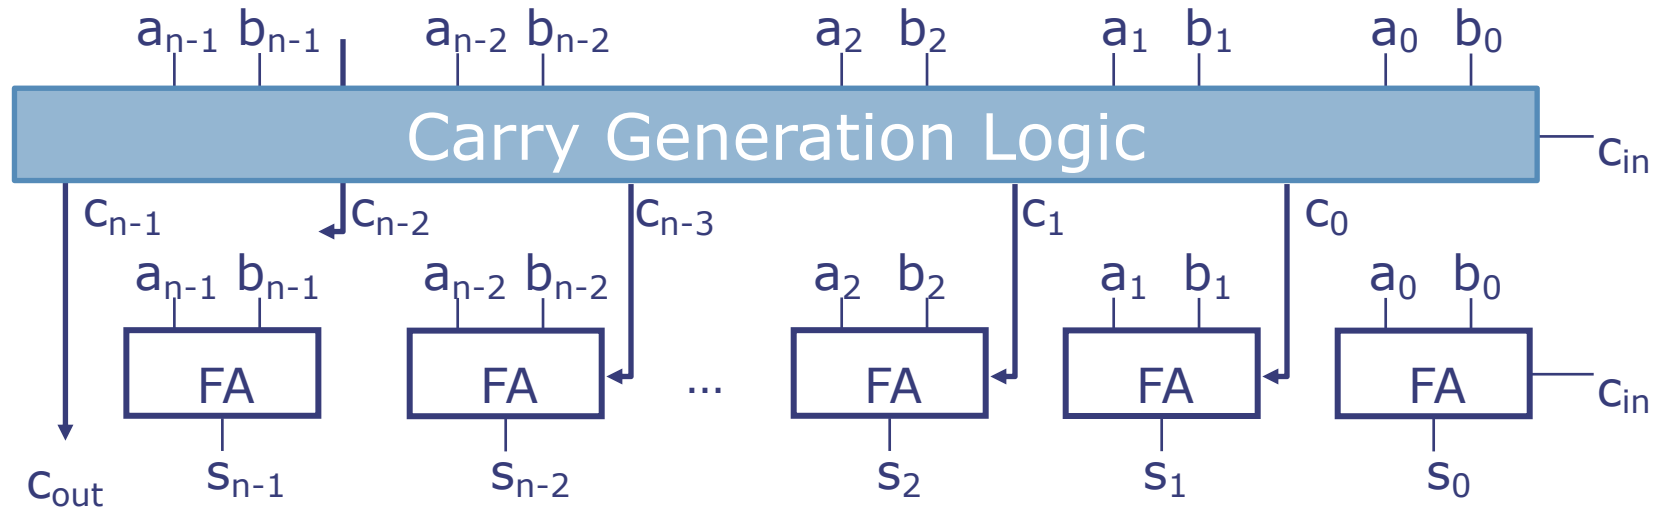 aₙ₋₁ bₙ₋₁ aₙ₋₂ bₙ₋₂ a₂ b₂ a₁ b₁ a₀ b₀
Carry Generation Logic cᵢₙ
cₙ₋₁ cₙ₋₂ cₙ₋₃ c₁ c₀
aₙ₋₁ bₙ₋₁ aₙ₋₂ bₙ₋₂ a₂ b₂ a₁ b₁ a₀ b₀
FA FA ... FA FA FA cᵢₙ
cₒᵤₜ sₙ₋₁ sₙ₋₂ s₂ s₁ s₀